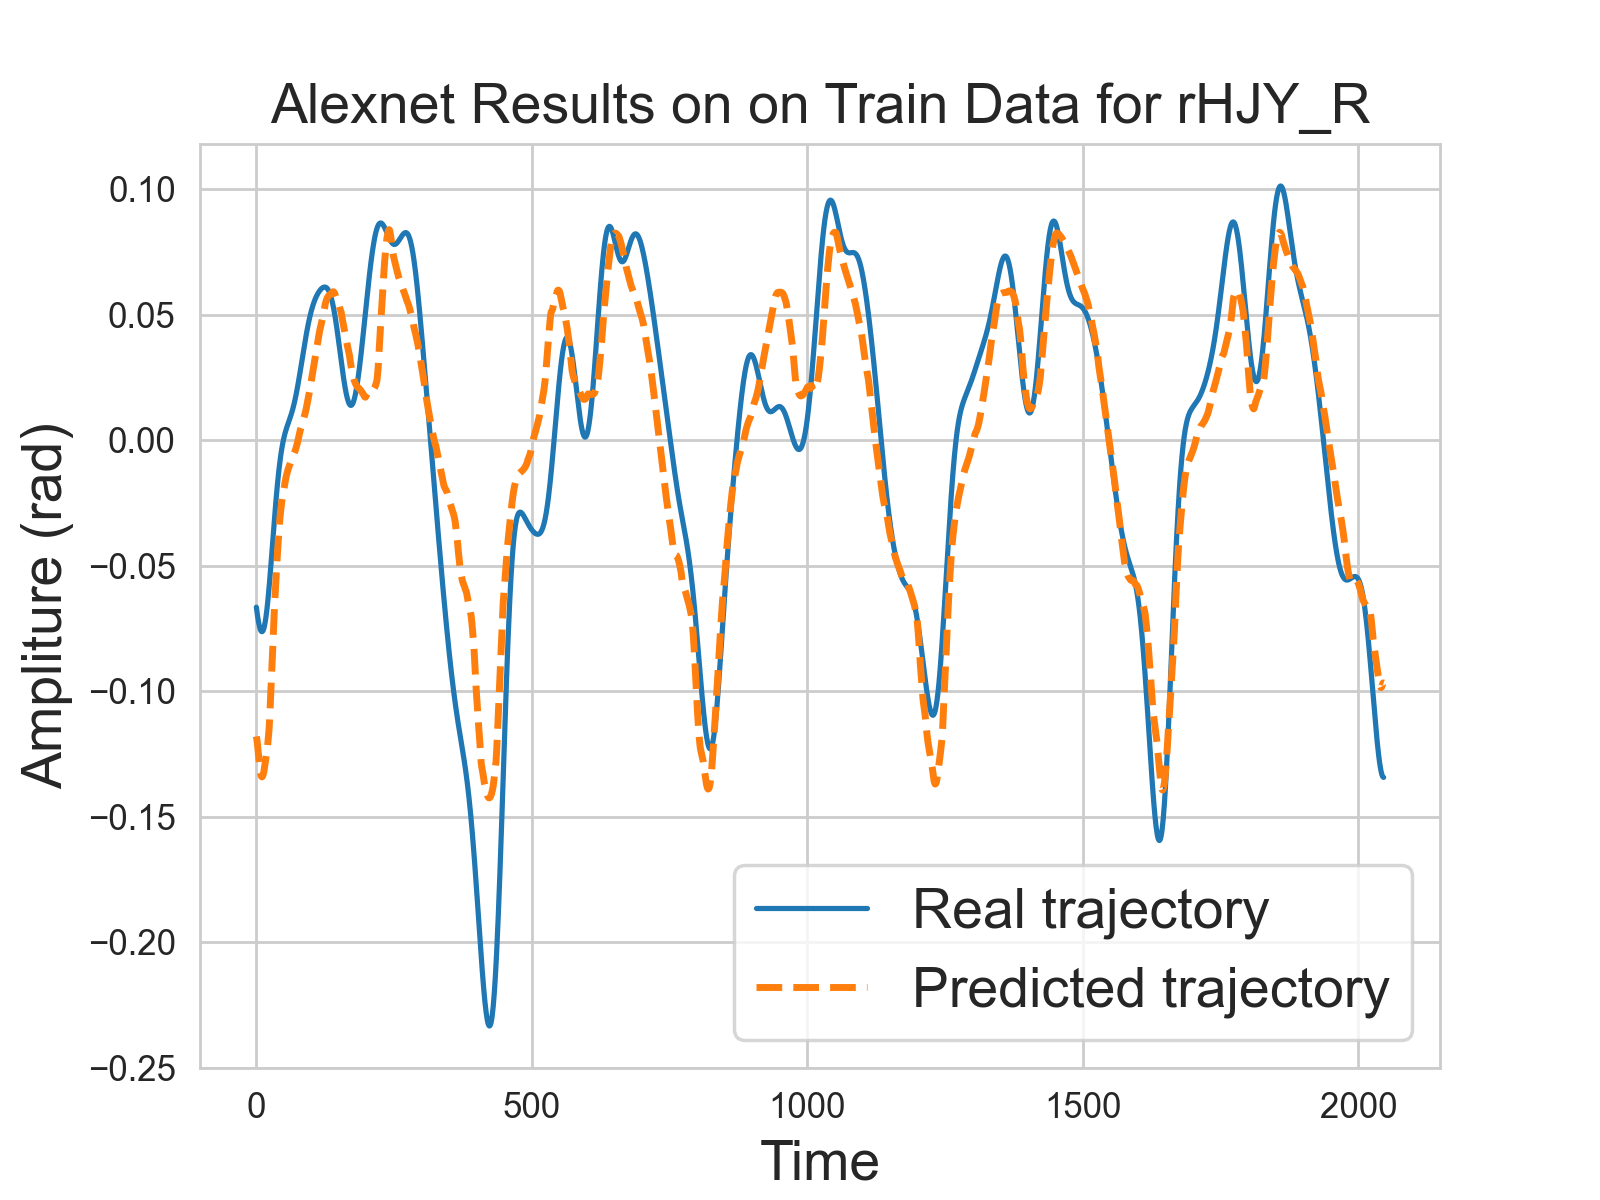 Alexnet Results on on Train Data for rHJY_R
Ampliture (rad)
0.10
0.05
0.00
−0.05
−0.10
−0.15
−0.20
−0.25
0 500 1000 1500 2000
Time
Real trajectory
Predicted trajectory